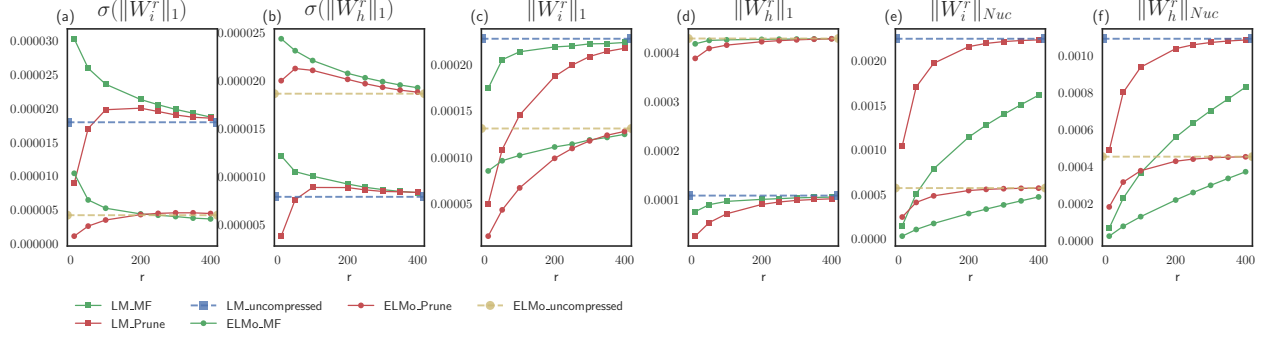 (a) σ(∥W_i^r∥_1)
0.000030
0.000025
0.000020
0.000015
0.000010
0.000005
0.000000
0 200 400
r
(b) σ(∥W_h^r∥_1)
0.000025
0.000020
0.000015
0.000010
0.000005
0 200 400
r
(c) ∥W_i^r∥_1
0.00020
0.00015
0.00010
0.00005
0 200 400
r
(d) ∥W_h^r∥_1
0.0004
0.0003
0.0002
0.0001
0 200 400
r
(e) ∥W_i^r∥_{Nuc}
0.0020
0.0015
0.0010
0.0005
0.0000
0 200 400
r
(f) ∥W_h^r∥_{Nuc}
0.0010
0.0008
0.0006
0.0004
0.0002
0.0000
0 200 400
r
LM_MF LM_uncompressed ELMo_Prune ELMo_uncompressed
LM_Prune ELMo_MF